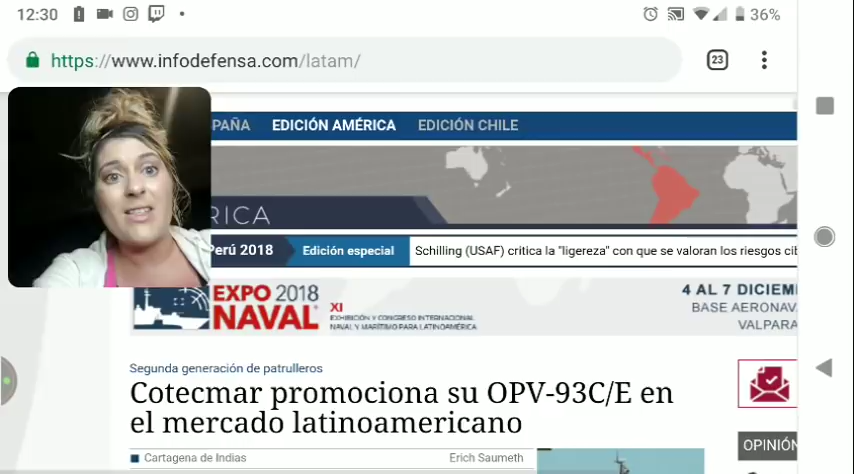 12:30
36%
https://www.infodefensa.com/latam/
23
PAÑA EDICIÓN AMÉRICA EDICIÓN CHILE
RICA
Perú 2018 Edición especial Schilling (USAF) critica la "ligereza" con que se valoran los riesgos cib
EXPO 2018
NAVAL
XI
EXHIBICIÓN Y CONGRESO INTERNACIONAL
NAVAL Y MARÍTIMO PARA LATINOAMÉRICA
4 AL 7 DICIEM
BASE AERONAV
VALPARA
Segunda generación de patrulleros
Cotecmar promociona su OPV-93C/E en
el mercado latinoamericano
Cartagena de Indias Erich Saumeth
OPINIÓN